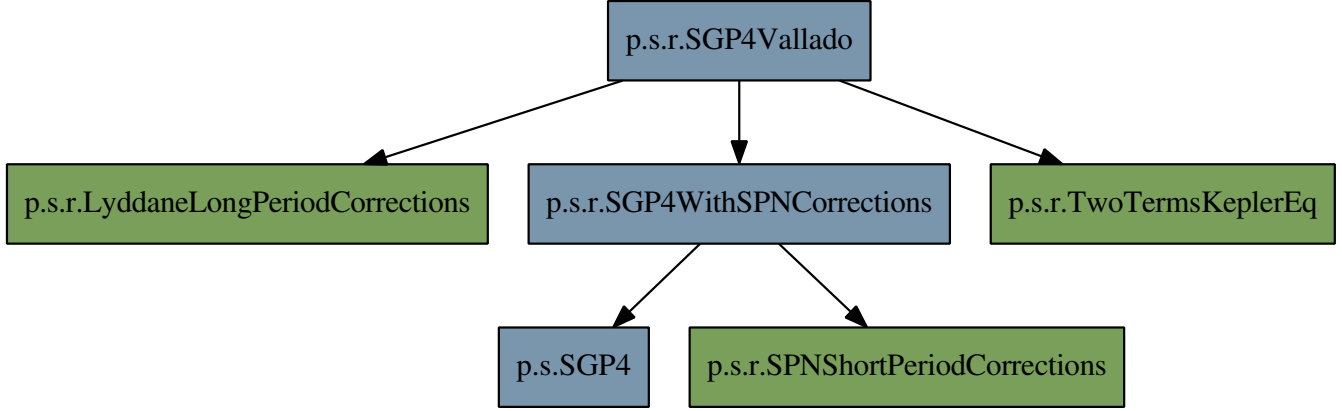 p.s.r.SGP4Vallado
p.s.r.LyddaneLongPeriodCorrections
p.s.r.SGP4WithSPNCorrections
p.s.r.TwoTermsKeplerEq
p.s.SGP4
p.s.r.SPNShortPeriodCorrections